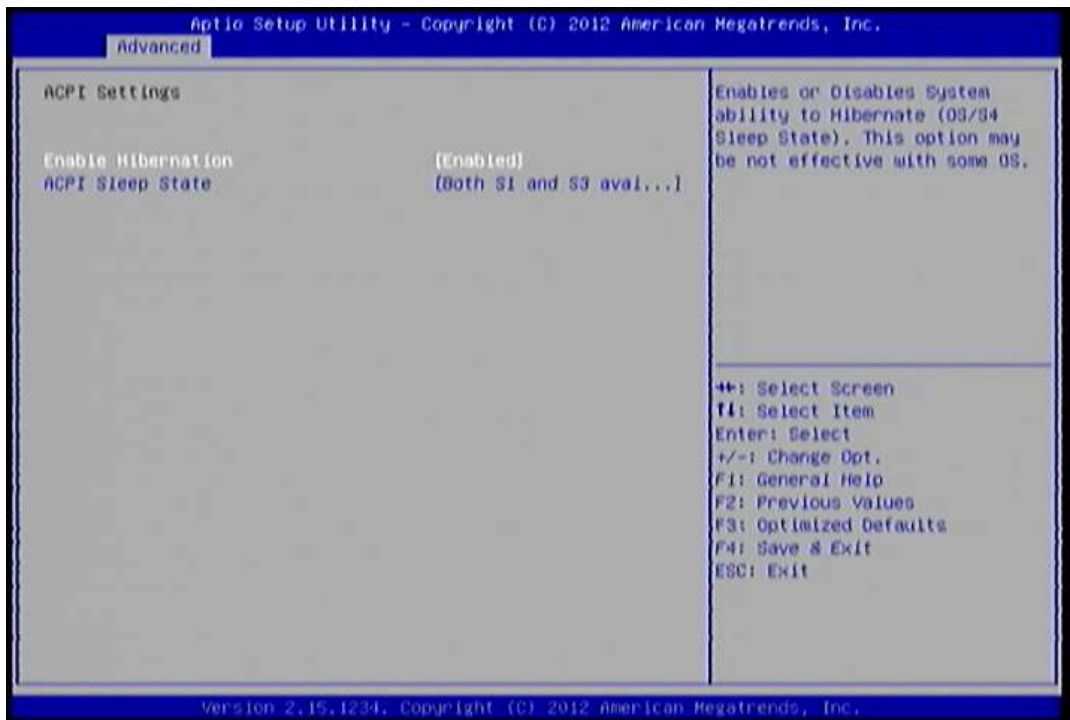 Aptio Setup Utility - Copyright (C) 2012 American Megatrends, Inc.
Advanced
ACPI Settings
Enable Hibernation [Enabled]
ACPI Sleep State [Both S1 and S3 avai...]
Enables or Disables System
ability to Hibernate (OS/S4
Sleep State). This option may
be not effective with some OS.
→←: Select Screen
↑↓: Select Item
Enter: Select
+/-: Change Opt.
F1: General Help
F2: Previous Values
F3: Optimized Defaults
F4: Save & Exit
ESC: Exit
Version 2.15.1234. Copyright (C) 2012 American Megatrends, Inc.